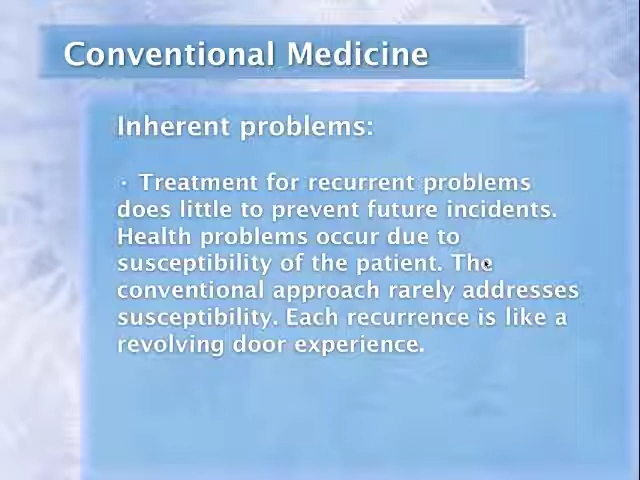 Conventional Medicine
Inherent problems:
· Treatment for recurrent problems
does little to prevent future incidents.
Health problems occur due to
susceptibility of the patient. The
conventional approach rarely addresses
susceptibility. Each recurrence is like a
revolving door experience.